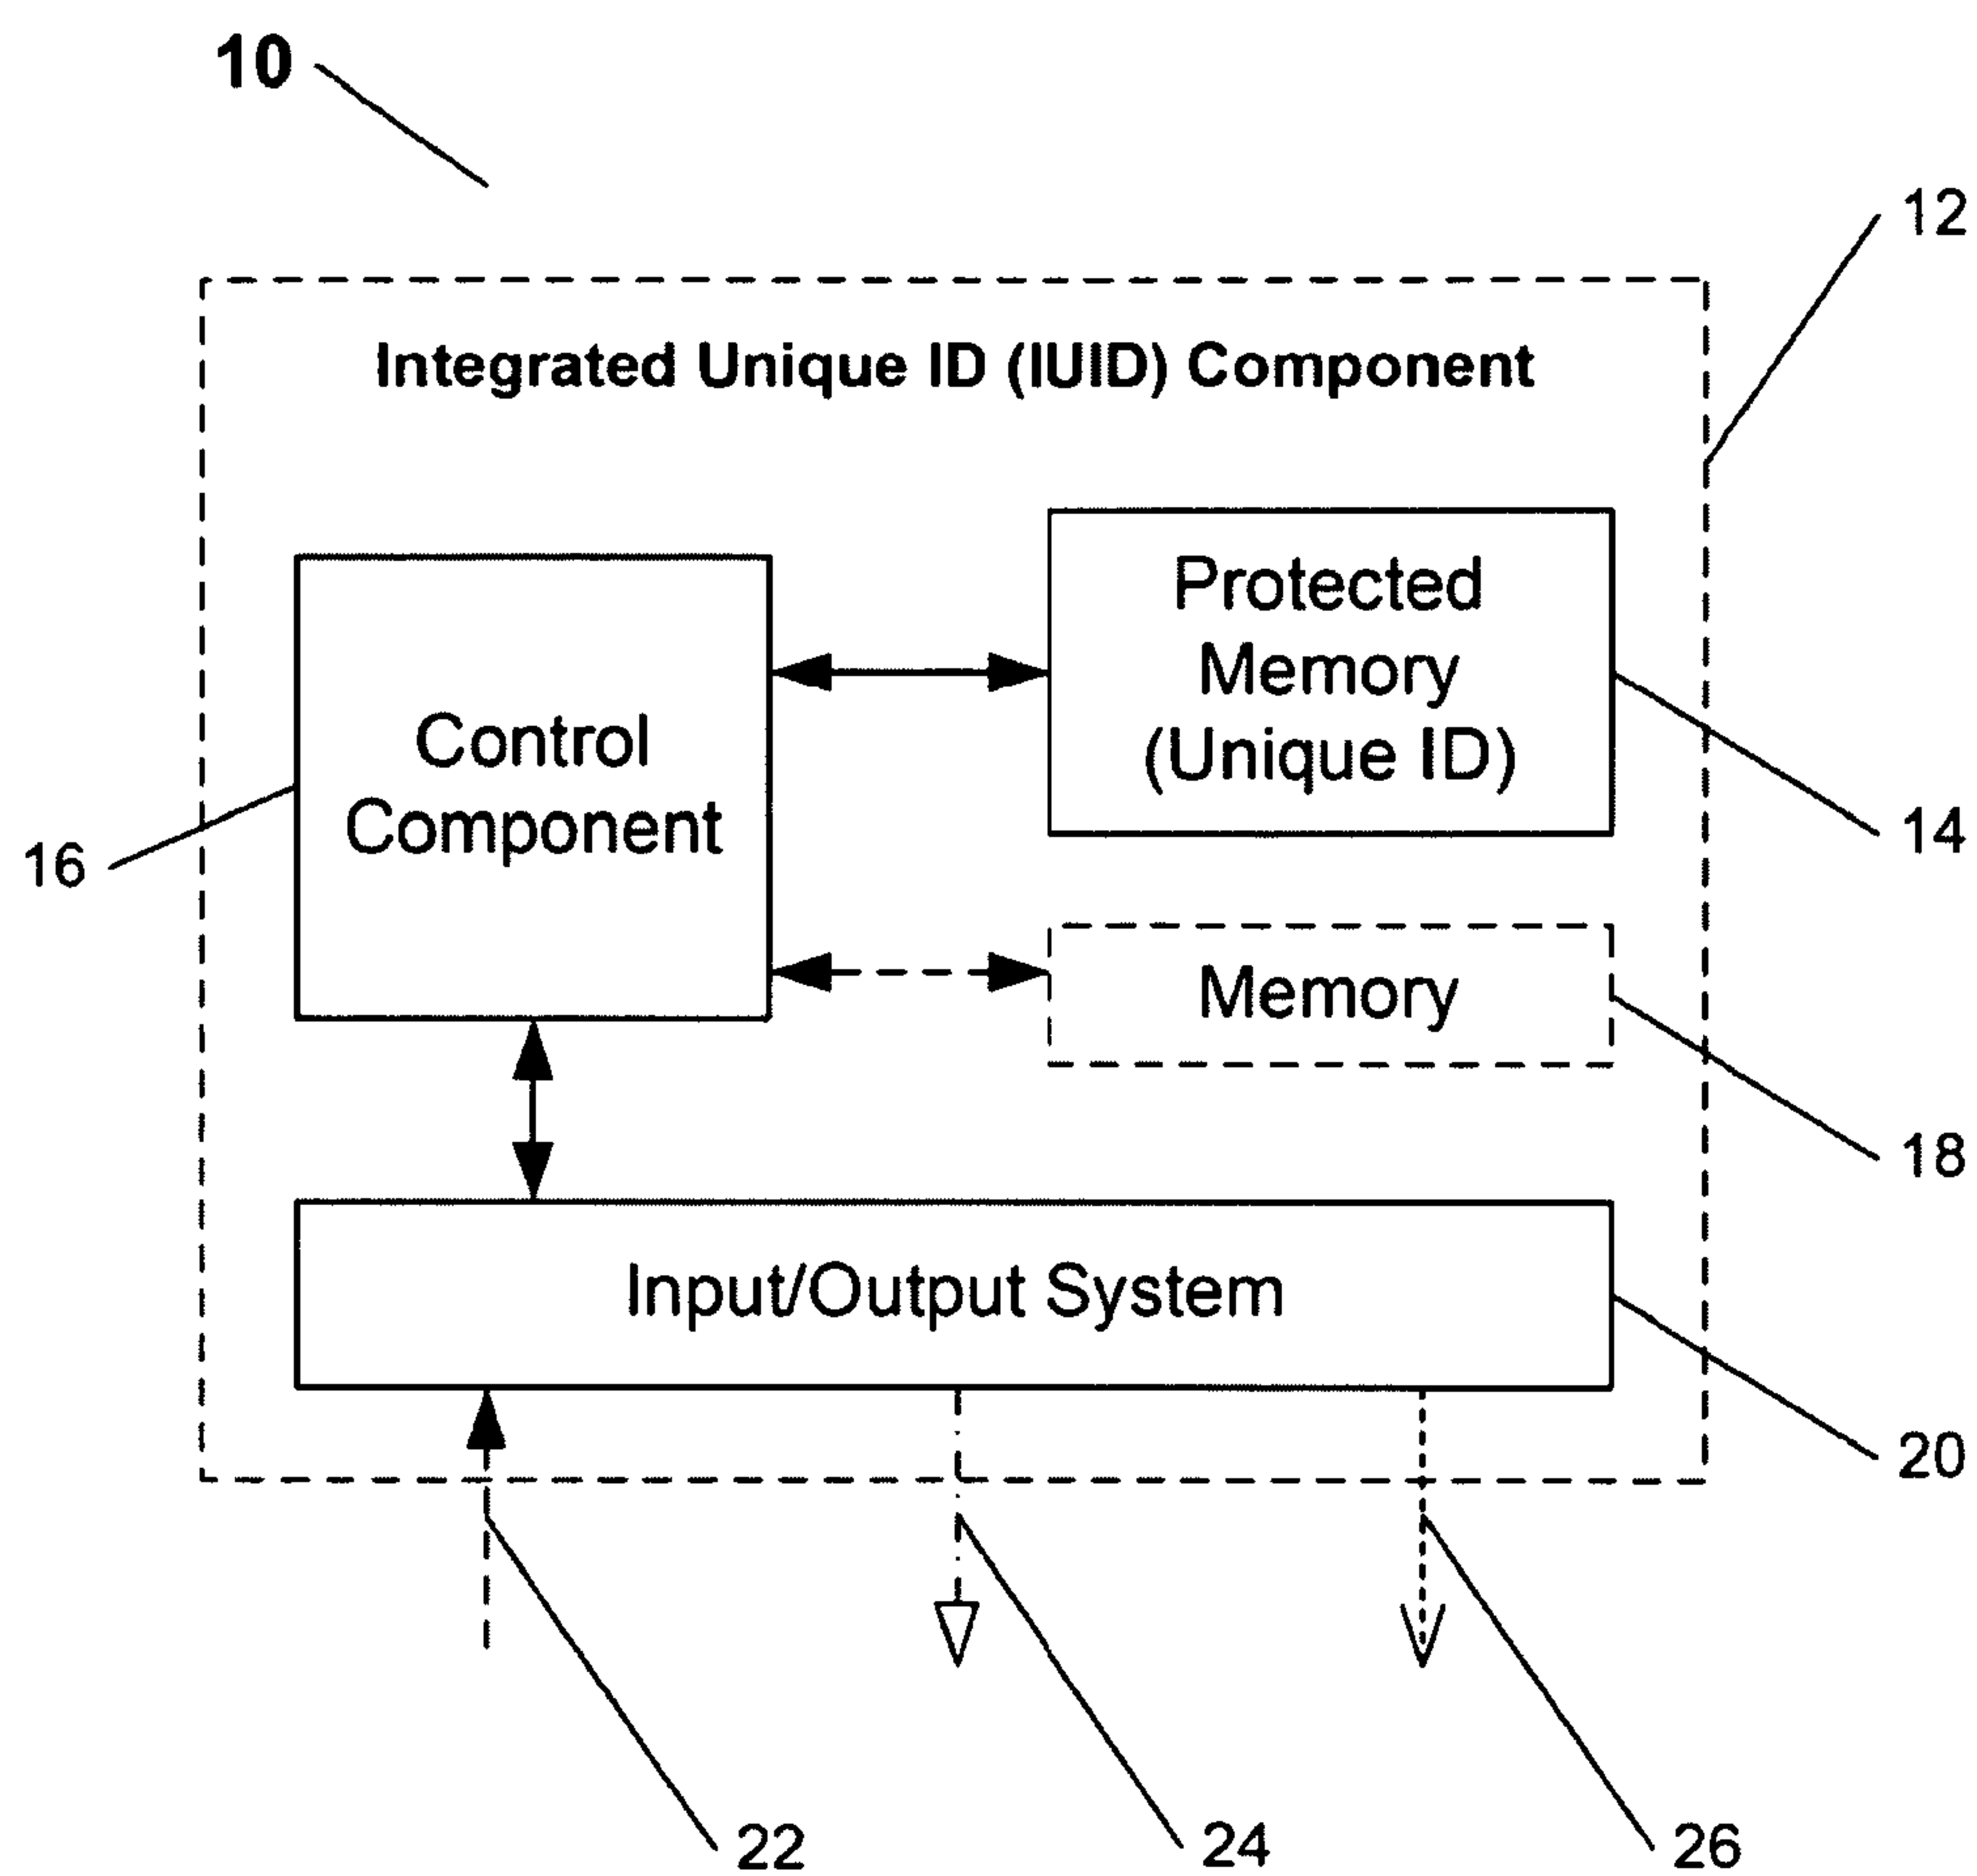 10
12
Integrated Unique ID (IUID) Component
Protected
Memory
(Unique ID)
Control
Component
14
16
Memory
18
Input/Output System
20
22
24
26